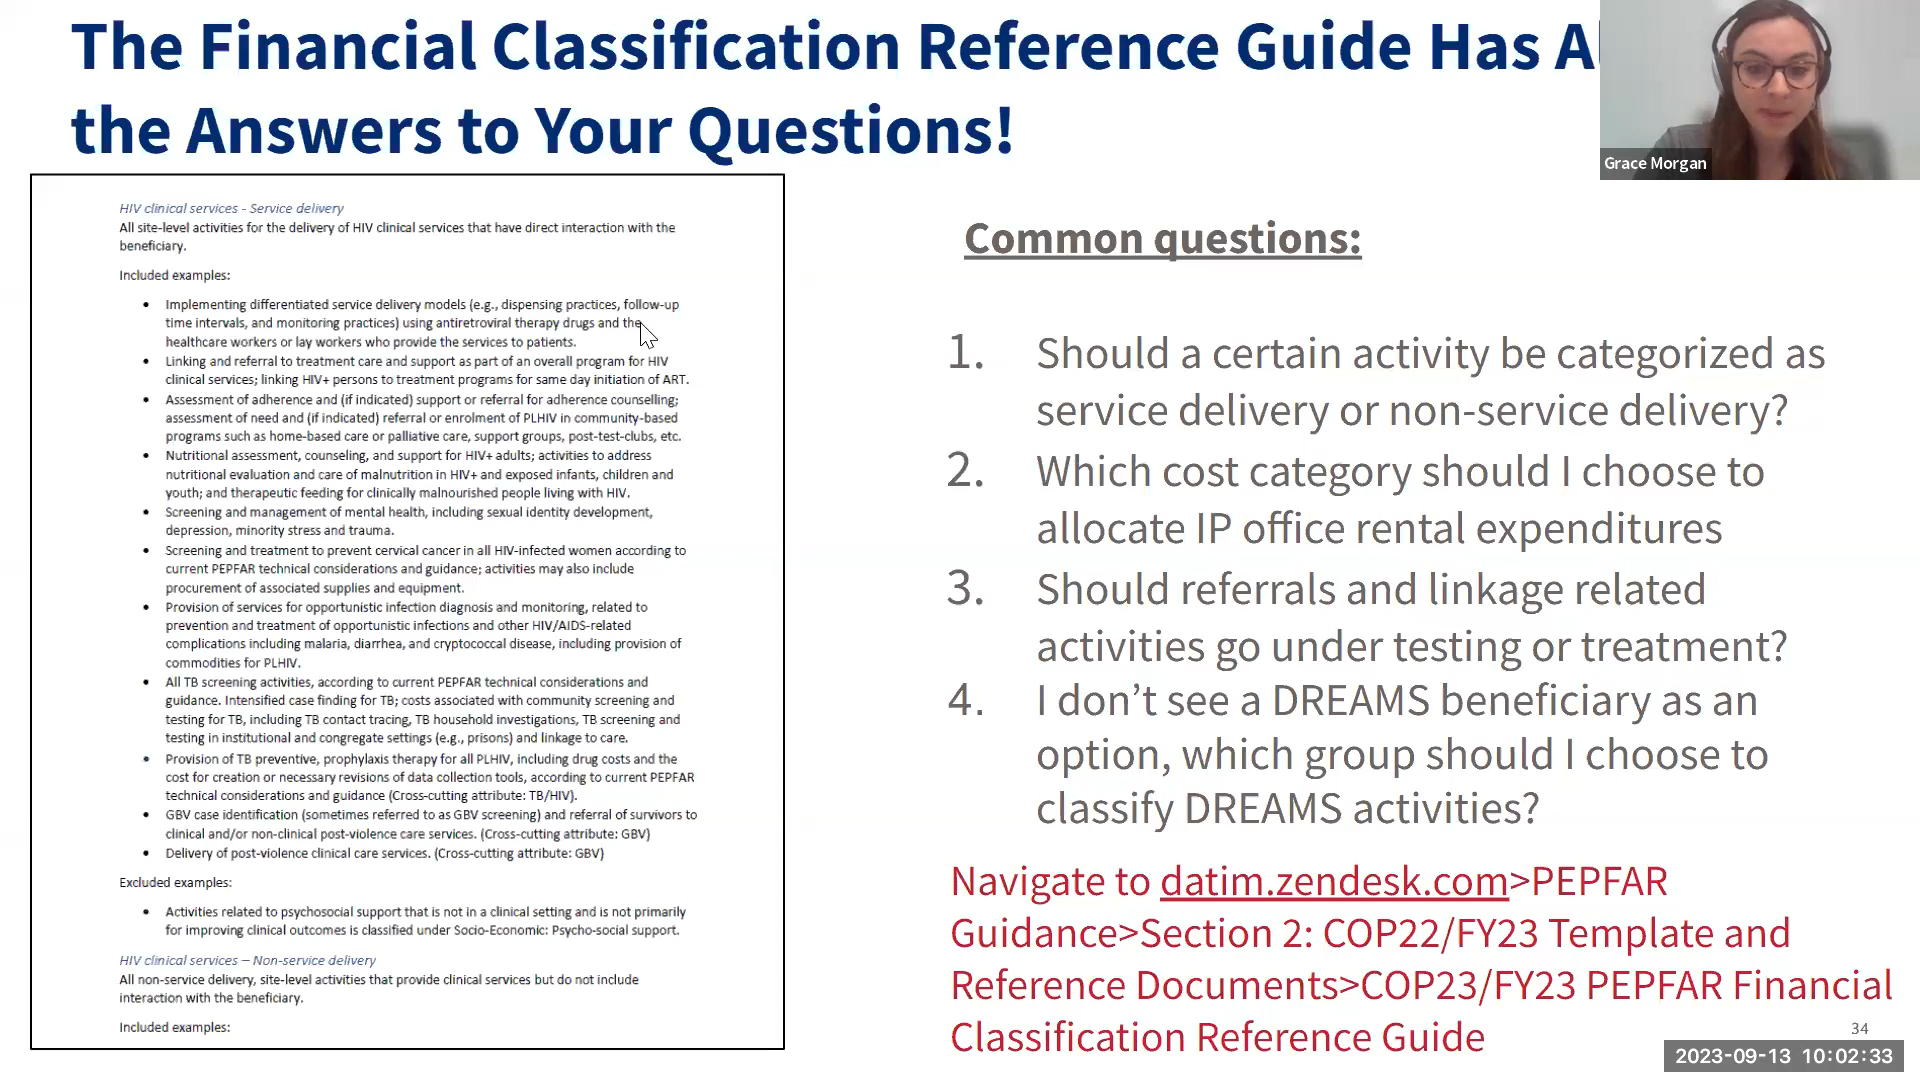 The Financial Classification Reference Guide Has
the Answers to Your Questions!
Grace Morgan
HIV clinical services - Service delivery
All site-level activities for the delivery of HIV clinical services that have direct interaction with the
beneficiary.
Included examples:
• Implementing differentiated service delivery models (e.g., dispensing practices, follow-up
time intervals, and monitoring practices) using antiretroviral therapy drugs and the
healthcare workers or lay workers who provide the services to patients.
• Linking and referral to treatment care and support as part of an overall program for HIV
clinical services; linking HIV+ persons to treatment programs for same day initiation of ART.
• Assessment of adherence and (if indicated) support or referral for adherence counselling;
assessment of need and (if indicated) referral or enrolment of PLHIV in community-based
programs such as home-based care or palliative care, support groups, post-test-clubs, etc.
• Nutritional assessment, counseling, and support for HIV+ adults; activities to address
nutritional evaluation and care of malnutrition in HIV+ and exposed infants, children and
youth; and therapeutic feeding for clinically malnourished people living with HIV.
• Screening and management of mental health, including sexual identity development,
depression, minority stress and trauma.
• Screening and treatment to prevent cervical cancer in all HIV-infected women according to
current PEPFAR technical considerations and guidance; activities may also include
procurement of associated supplies and equipment.
• Provision of services for opportunistic infection diagnosis and monitoring, related to
prevention and treatment of opportunistic infections and other HIV/AIDS-related
complications including malaria, diarrhea, and cryptococcal disease, including provision of
commodities for PLHIV.
• All TB screening activities, according to current PEPFAR technical considerations and
guidance. Intensified case finding for TB; costs associated with community screening and
testing for TB, including TB contact tracing, TB household investigations, TB screening and
testing in institutional and congregate settings (e.g., prisons) and linkage to care.
• Provision of TB preventive, prophylaxis therapy for all PLHIV, including drug costs and the
cost for creation or necessary revisions of data collection tools, according to current PEPFAR
technical considerations and guidance (Cross-cutting attribute: TB/HIV).
• GBV case identification (sometimes referred to as GBV screening) and referral of survivors to
clinical and/or non-clinical post-violence care services. (Cross-cutting attribute: GBV)
• Delivery of post-violence clinical care services. (Cross-cutting attribute: GBV)
Excluded examples:
• Activities related to psychosocial support that is not in a clinical setting and is not primarily
for improving clinical outcomes is classified under Socio-Economic: Psycho-social support.
HIV clinical services – Non-service delivery
All non-service delivery, site-level activities that provide clinical services but do not include
interaction with the beneficiary.
Included examples:
Common questions:
1. Should a certain activity be categorized as
service delivery or non-service delivery?
2. Which cost category should I choose to
allocate IP office rental expenditures
3. Should referrals and linkage related
activities go under testing or treatment?
4. I don’t see a DREAMS beneficiary as an
option, which group should I choose to
classify DREAMS activities?
Navigate to datim.zendesk.com>PEPFAR
Guidance>Section 2: COP22/FY23 Template and
Reference Documents>COP23/FY23 PEPFAR Financial
Classification Reference Guide
34
2023-09-13 10:02:33